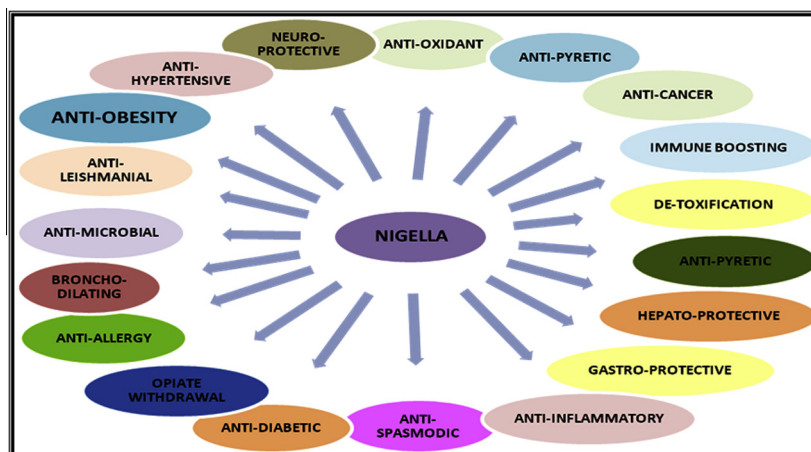 NEURO-
PROTECTIVE
ANTI-OXIDANT
ANTI-PYRETIC
ANTI-CANCER
IMMUNE BOOSTING
DE-TOXIFICATION
ANTI-PYRETIC
HEPATO-PROTECTIVE
GASTRO-PROTECTIVE
ANTI-INFLAMMATORY
ANTI-
SPASMODIC
ANTI-DIABETIC
OPIATE
WITHDRAWAL
ANTI-ALLERGY
BRONCHO-
DILATING
ANTI-MICROBIAL
ANTI-
LEISHMANIAL
ANTI-OBESITY
ANTI-
HYPERTENSIVE
NIGELLA